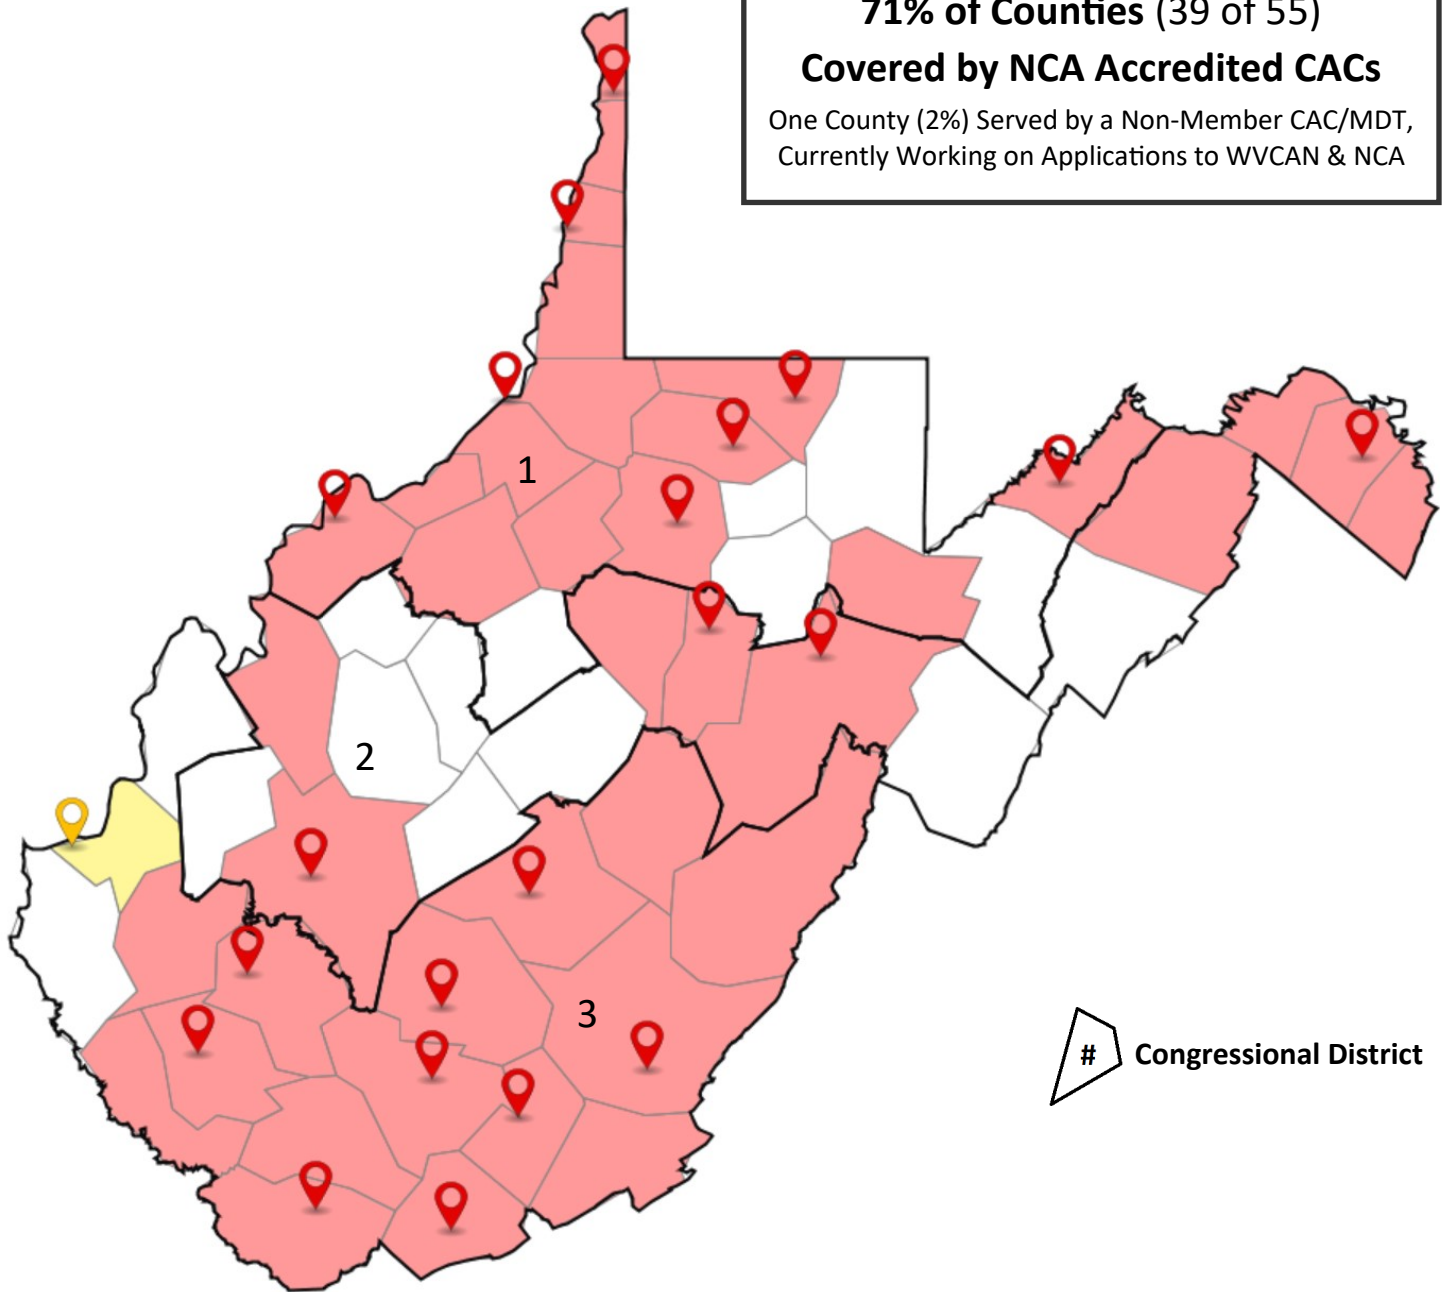 71% of Counties (39 of 55)
Covered by NCA Accredited CACs
One County (2%) Served by a Non-Member CAC/MDT,
Currently Working on Applications to WVCAN & NCA
1
2
3
# Congressional District